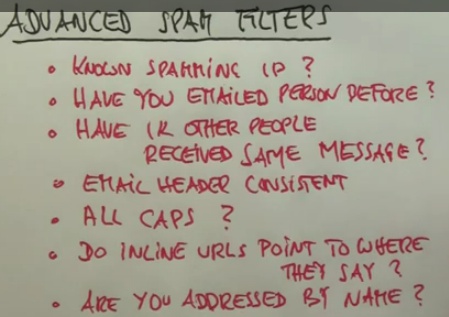 ADVANCED SPAM FILTERS
• KNOWN SPAMMING IP ?
• HAVE YOU EMAILED PERSON BEFORE ?
• HAVE 1K OTHER PEOPLE
RECEIVED SAME MESSAGE ?
• EMAIL HEADER CONSISTENT
• ALL CAPS ?
• DO INLINE URLS POINT TO WHERE
THEY SAY ?
• ARE YOU ADDRESSED BY NAME ?